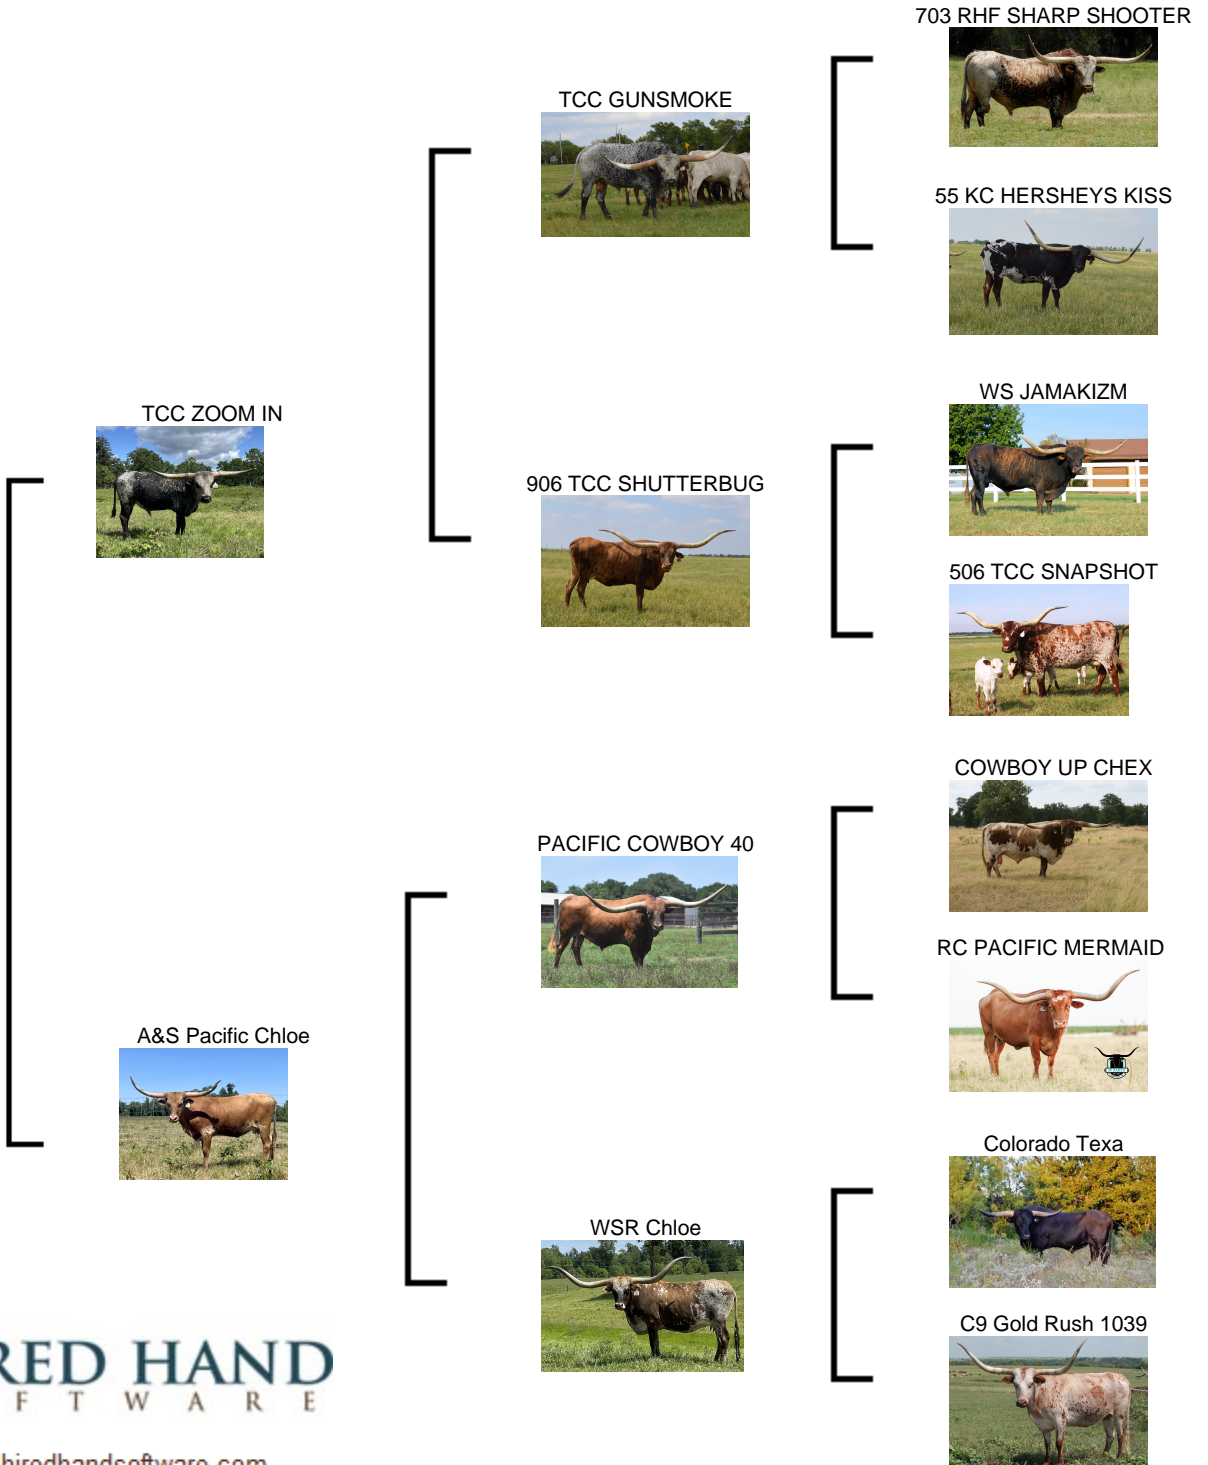 703 RHF SHARP SHOOTER
TCC GUNSMOKE
55 KC HERSHEYS KISS
TCC ZOOM IN
WS JAMAKIZM
906 TCC SHUTTERBUG
506 TCC SNAPSHOT
COWBOY UP CHEX
PACIFIC COWBOY 40
RC PACIFIC MERMAID
A&S Pacific Chloe
Colorado Texa
WSR Chloe
C9 Gold Rush 1039
RED HAND
F T W A R E
hiredhandsoftware.com